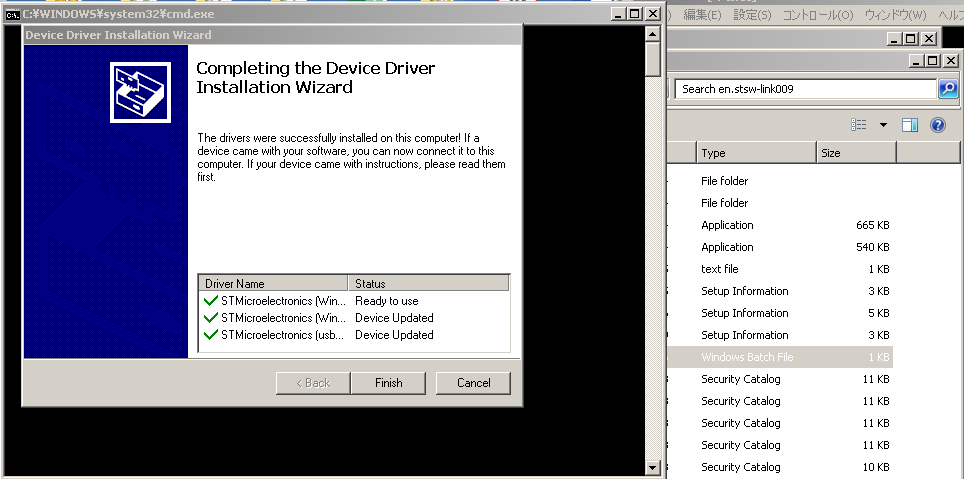 C:¥WINDOWS¥system32¥cmd.exe
Device Driver Installation Wizard
Completing the Device Driver
Installation Wizard
The drivers were successfully installed on this computer! If a
device came with your software, you can now connect it to this
computer. If your device came with instructions, please read them
first.
Driver Name Status
STMicroelectronics (Win... Ready to use
STMicroelectronics (Win... Device Updated
STMicroelectronics (usb... Device Updated
< Back Finish Cancel
編集(E) 設定(S) コントロール(O) ウィンドウ(W) ヘル
Search en.stsw-link009
Type Size
File folder
File folder
Application 665 KB
Application 540 KB
text file 1 KB
Setup Information 3 KB
Setup Information 5 KB
Setup Information 3 KB
Windows Batch File 1 KB
Security Catalog 11 KB
Security Catalog 11 KB
Security Catalog 11 KB
Security Catalog 11 KB
Security Catalog 10 KB